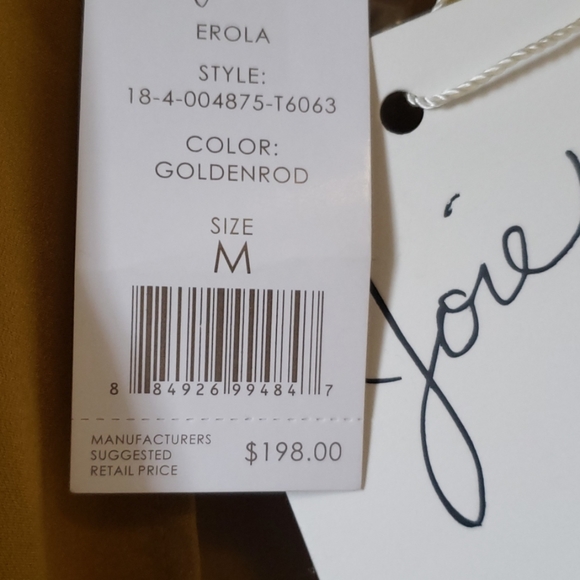 EROLA
STYLE:
18-4-004875-T6063
COLOR:
GOLDENROD
SIZE
M
8 84926 99484 7
MANUFACTURERS
SUGGESTED
RETAIL PRICE
$198.00
Joie